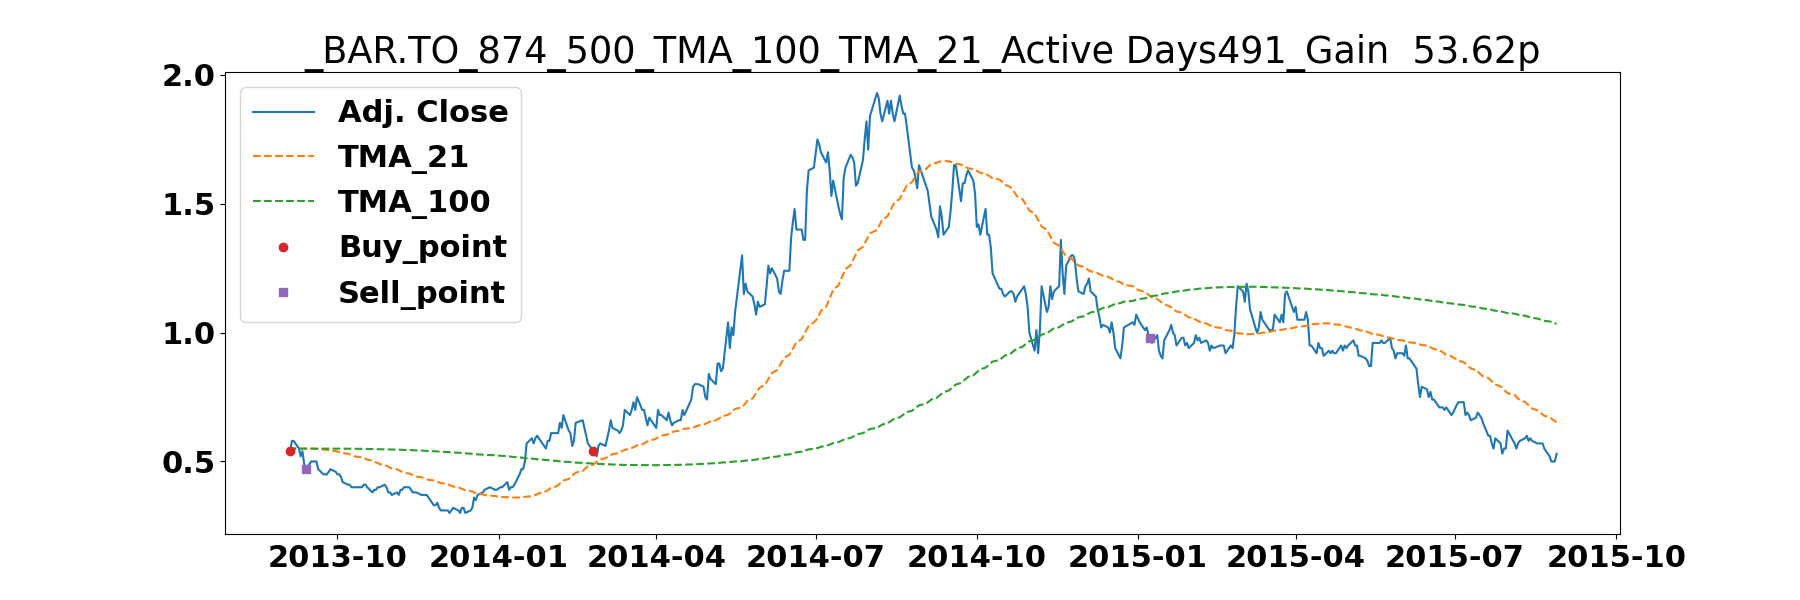 _BAR.TO_874_500_TMA_100_TMA_21_Active Days491_Gain  53.62p
2.0
1.5
1.0
0.5
Adj. Close
TMA_21
TMA_100
Buy_point
Sell_point
2013-10 2014-01 2014-04 2014-07 2014-10 2015-01 2015-04 2015-07 2015-10